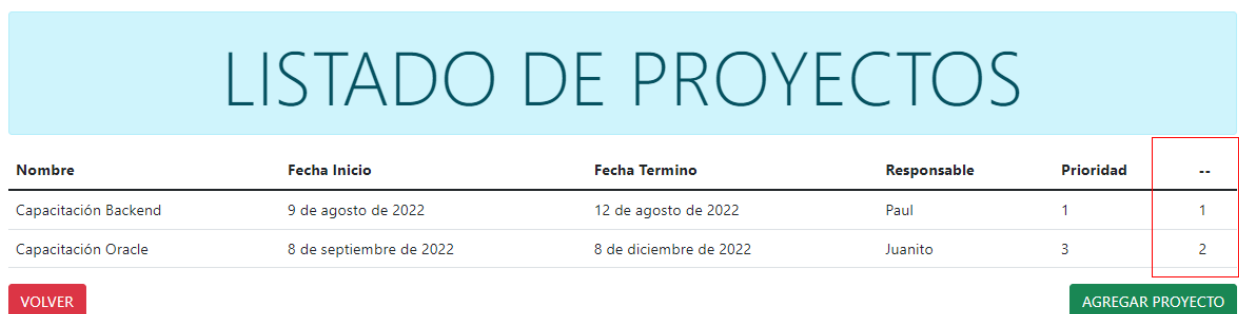 LISTADO DE PROYECTOS
Nombre Fecha Inicio Fecha Termino Responsable Prioridad --
Capacitación Backend 9 de agosto de 2022 12 de agosto de 2022 Paul 1 1
Capacitación Oracle 8 de septiembre de 2022 8 de diciembre de 2022 Juanito 3 2
VOLVER AGREGAR PROYECTO